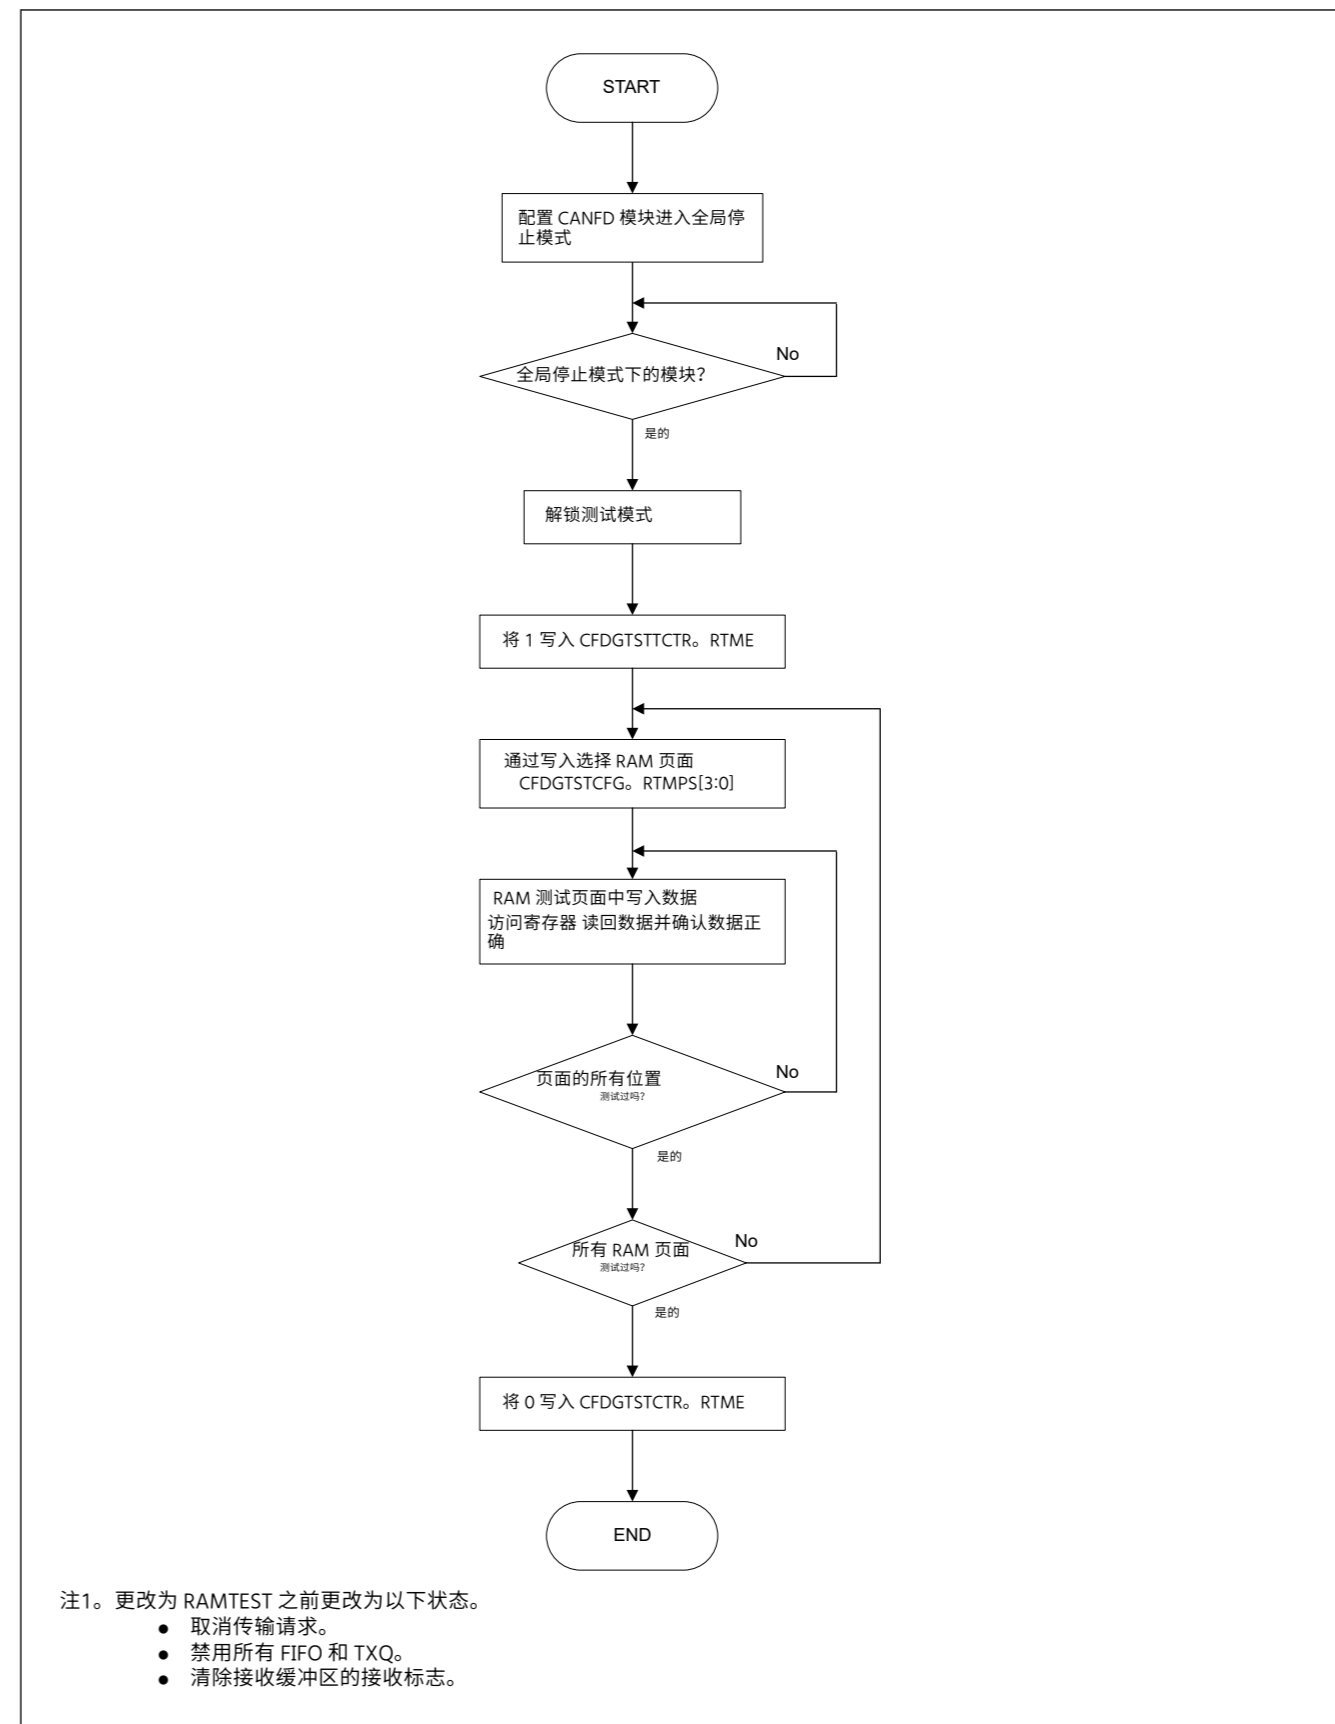 START
配置 CANFD 模块进入全局停
止模式
No
全局停止模式下的模块？
是的
解锁测试模式
将 1 写入 CFDGTSTTCTR。RTME
通过写入选择 RAM 页面
CFDGTSTCFG。RTMPS[3:0]
RAM 测试页面中写入数据
访问寄存器 读回数据并确认数据正
确
No
页面的所有位置
测试过吗？
是的
No
所有 RAM 页面
测试过吗？
是的
将 0 写入 CFDGTSTCTR。RTME
END
注1。更改为 RAMTEST 之前更改为以下状态。
● 取消传输请求。
● 禁用所有 FIFO 和 TXQ。
● 清除接收缓冲区的接收标志。